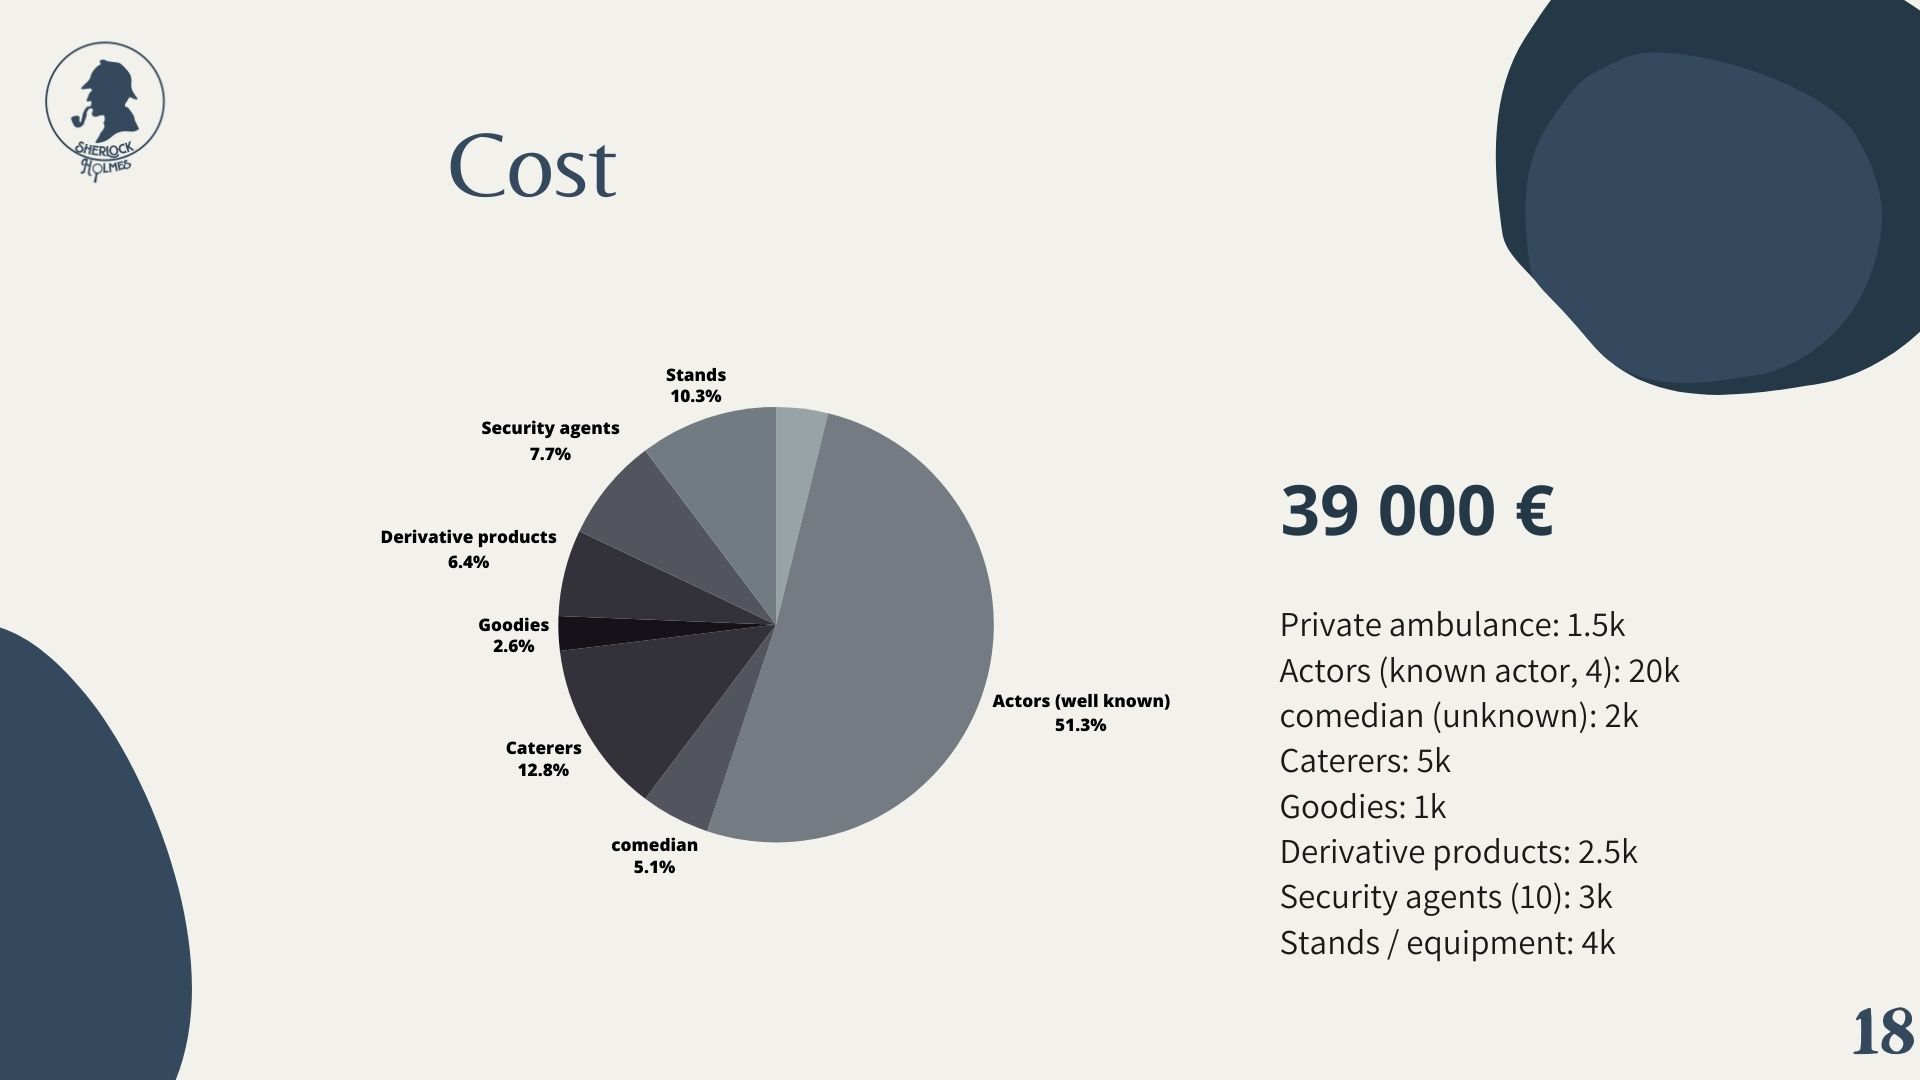 SHERLOCK
HOLMES
Cost
Stands
10.3%
Security agents
7.7%
Derivative products
6.4%
Goodies
2.6%
Caterers
12.8%
comedian
5.1%
Actors (well known)
51.3%
39 000 €
Private ambulance: 1.5k
Actors (known actor, 4): 20k
comedian (unknown): 2k
Caterers: 5k
Goodies: 1k
Derivative products: 2.5k
Security agents (10): 3k
Stands / equipment: 4k
18